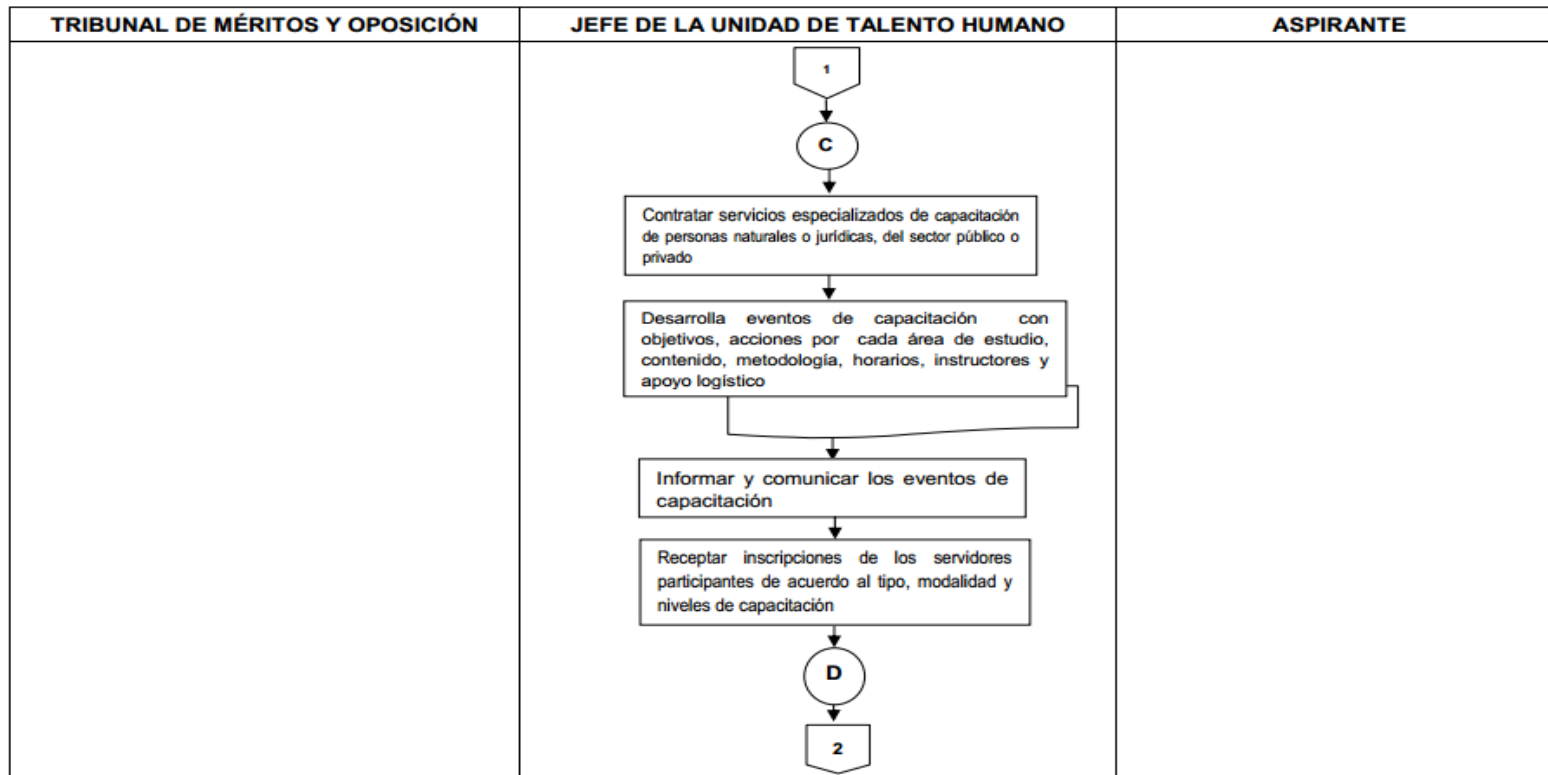 TRIBUNAL DE MÉRITOS Y OPOSICIÓN
JEFE DE LA UNIDAD DE TALENTO HUMANO
ASPIRANTE
1
C
Contratar servicios especializados de capacitación
de personas naturales o jurídicas, del sector público o
privado
Desarrolla eventos de capacitación con
objetivos, acciones por cada área de estudio,
contenido, metodología, horarios, instructores y
apoyo logístico
Informar y comunicar los eventos de
capacitación
Receptar inscripciones de los servidores
participantes de acuerdo al tipo, modalidad y
niveles de capacitación
D
2